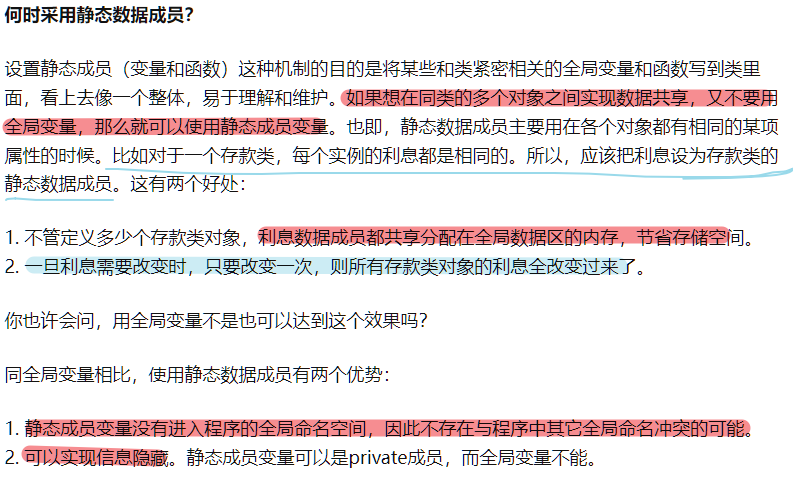 何时采用静态数据成员？
设置静态成员（变量和函数）这种机制的目的是将某些和类紧密相关的全局变量和函数写到类里
面，看上去像一个整体，易于理解和维护。如果想在同类的多个对象之间实现数据共享，又不要用
全局变量，那么就可以使用静态成员变量。也即，静态数据成员主要用在各个对象都有相同的某项
属性的时候。比如对于一个存款类，每个实例的利息都是相同的。所以，应该把利息设为存款类的
静态数据成员。这有两个好处：
1. 不管定义多少个存款类对象，利息数据成员都共享分配在全局数据区的内存，节省存储空间。
2. 一旦利息需要改变时，只要改变一次，则所有存款类对象的利息全改变过来了。
你也许会问，用全局变量不是也可以达到这个效果吗？
同全局变量相比，使用静态数据成员有两个优势：
1. 静态成员变量没有进入程序的全局命名空间，因此不存在与程序中其它全局命名冲突的可能。
2. 可以实现信息隐藏。静态成员变量可以是private成员，而全局变量不能。